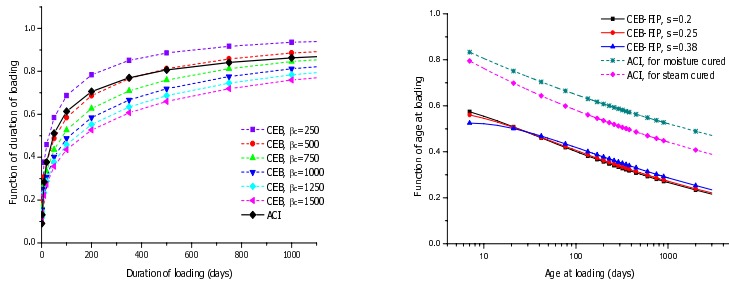 1.0
0.8
0.6
0.4
0.2
0.0
0
200
400
600
800
1000
Function of duration of loading
Duration of loading (days)
CEB, βc=250
CEB, βc=500
CEB, βc=750
CEB, βc=1000
CEB, βc=1250
CEB, βc=1500
ACI
1.0
0.8
0.6
0.4
0.2
0.0
10
100
1000
Function of age at loading
Age at loading (days)
CEB-FIP, s=0.2
CEB-FIP, s=0.25
CEB-FIP, s=0.38
ACI, for moisture cured
ACI, for steam cured